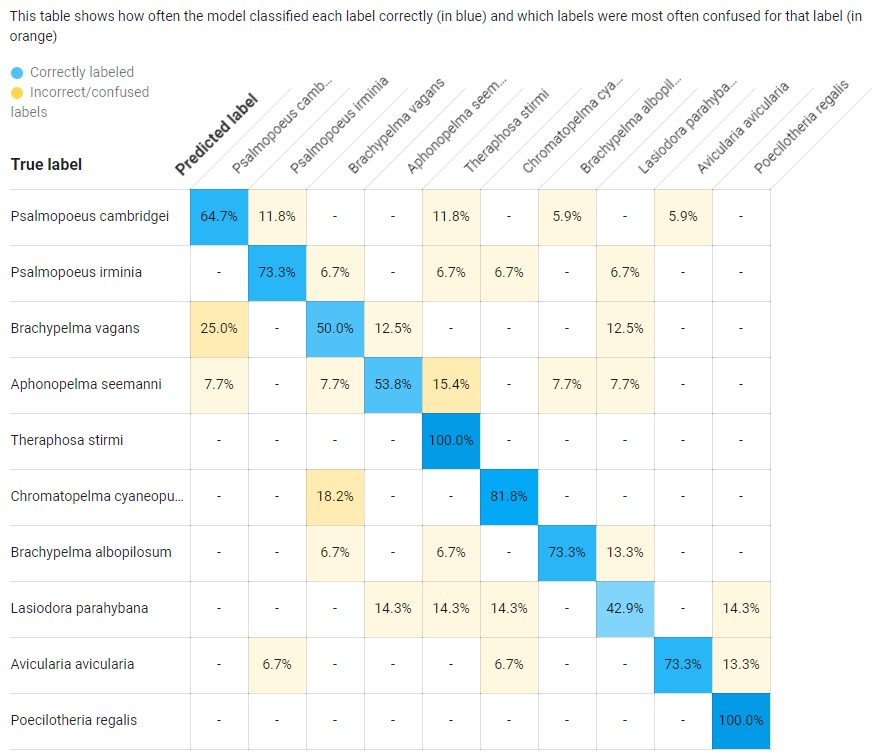 This table shows how often the model classified each label correctly (in blue) and which labels were most often confused for that label (in
orange)
Correctly labeled
Incorrect/confused
labels
True label
Predicted label
Psalmopoeus camb...
Psalmopoeus irminia
Brachypelma vagans
Aphonopelma seem...
Theraphosa stirmi
Chromatopelma cya...
Brachypelma albopil...
Lasiodora parahyba...
Avicularia avicularia
Poecilotheria regalis
Psalmopoeus cambridgei 64.7% 11.8% - - 11.8% - 5.9% - 5.9% -
Psalmopoeus irminia - 73.3% 6.7% - 6.7% 6.7% - 6.7% - -
Brachypelma vagans 25.0% - 50.0% 12.5% - - - 12.5% - -
Aphonopelma seemanni 7.7% - 7.7% 53.8% 15.4% - 7.7% 7.7% - -
Theraphosa stirmi - - - - 100.0% - - - - -
Chromatopelma cyaneopu... - - 18.2% - - 81.8% - - - -
Brachypelma albopilosum - - 6.7% - 6.7% - 73.3% 13.3% - -
Lasiodora parahybana - - - 14.3% 14.3% 14.3% - 42.9% - 14.3%
Avicularia avicularia - 6.7% - - - 6.7% - - 73.3% 13.3%
Poecilotheria regalis - - - - - - - - - 100.0%